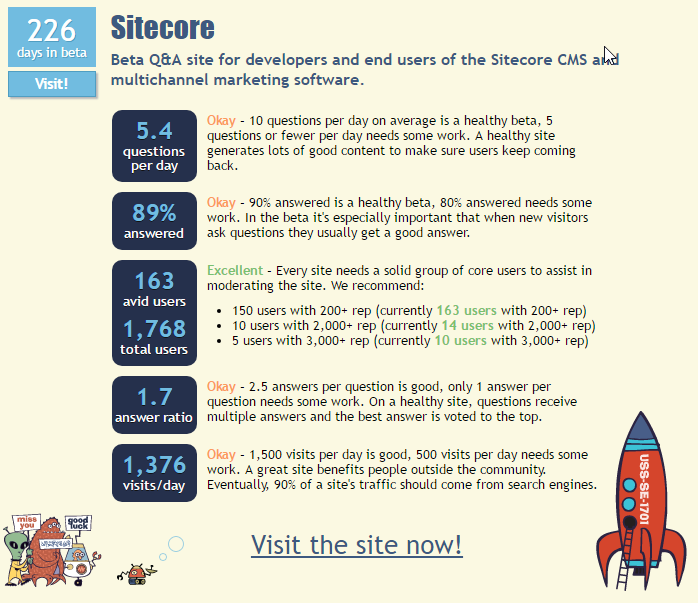 226
days in beta
Visit!
Sitecore
Beta Q&A site for developers and end users of the Sitecore CMS and
multichannel marketing software.
5.4
questions
per day
Okay - 10 questions per day on average is a healthy beta, 5
questions or fewer per day needs some work. A healthy site
generates lots of good content to make sure users keep coming
back.
89%
answered
Okay - 90% answered is a healthy beta, 80% answered needs some
work. In the beta it's especially important that when new visitors
ask questions they usually get a good answer.
163
avid users
1,768
total users
Excellent - Every site needs a solid group of core users to assist in
moderating the site. We recommend:
• 150 users with 200+ rep (currently 163 users with 200+ rep)
• 10 users with 2,000+ rep (currently 14 users with 2,000+ rep)
• 5 users with 3,000+ rep (currently 10 users with 3,000+ rep)
1.7
answer ratio
Okay - 2.5 answers per question is good, only 1 answer per
question needs some work. On a healthy site, questions receive
multiple answers and the best answer is voted to the top.
1,376
visits/day
Okay - 1,500 visits per day is good, 500 visits per day needs some
work. A great site benefits people outside the community.
Eventually, 90% of a site's traffic should come from search engines.
USS-SE-1701
miss
you
good
luck
Visit the site now!